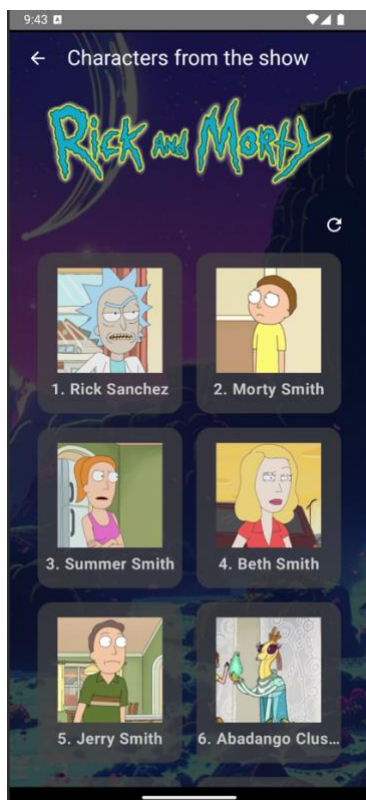 9:43
Characters from the show
Rick and Morty
1. Rick Sanchez
2. Morty Smith
3. Summer Smith
4. Beth Smith
5. Jerry Smith
6. Abadango Clus...